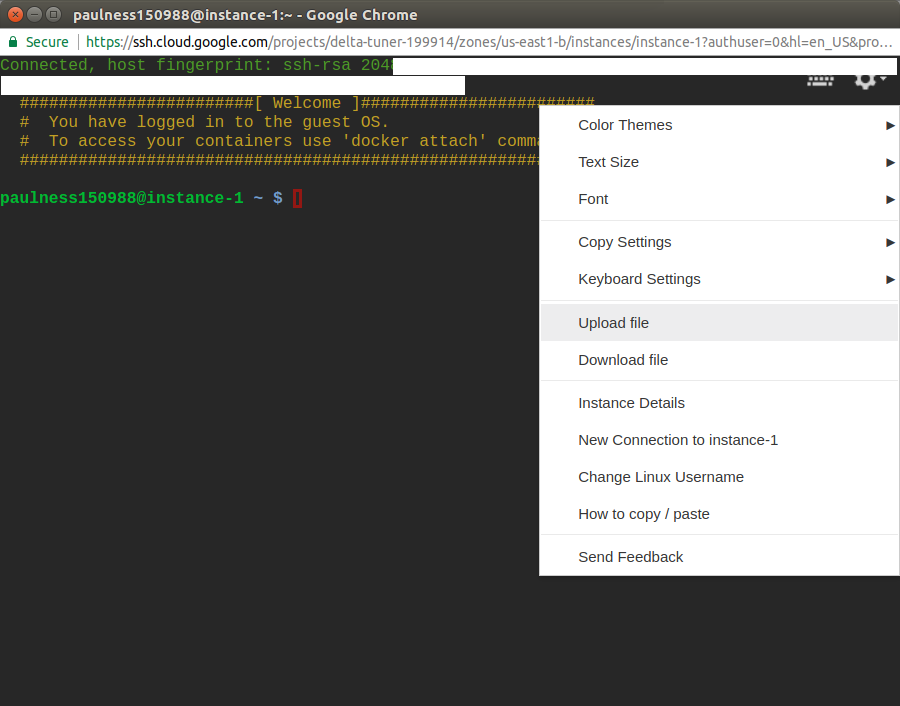 paulness150988@instance-1:~ - Google Chrome
Secure https://ssh.cloud.google.com/projects/delta-tuner-199914/zones/us-east1-b/instances/instance-1?authuser=0&hl=en_US&pro...
Connected, host fingerprint: ssh-rsa 2048
########################[ Welcome ]########################
# You have logged in to the guest OS.
# To access your containers use 'docker attach' comma
######################################################
paulness150988@instance-1 ~ $
Color Themes
Text Size
Font
Copy Settings
Keyboard Settings
Upload file
Download file
Instance Details
New Connection to instance-1
Change Linux Username
How to copy / paste
Send Feedback